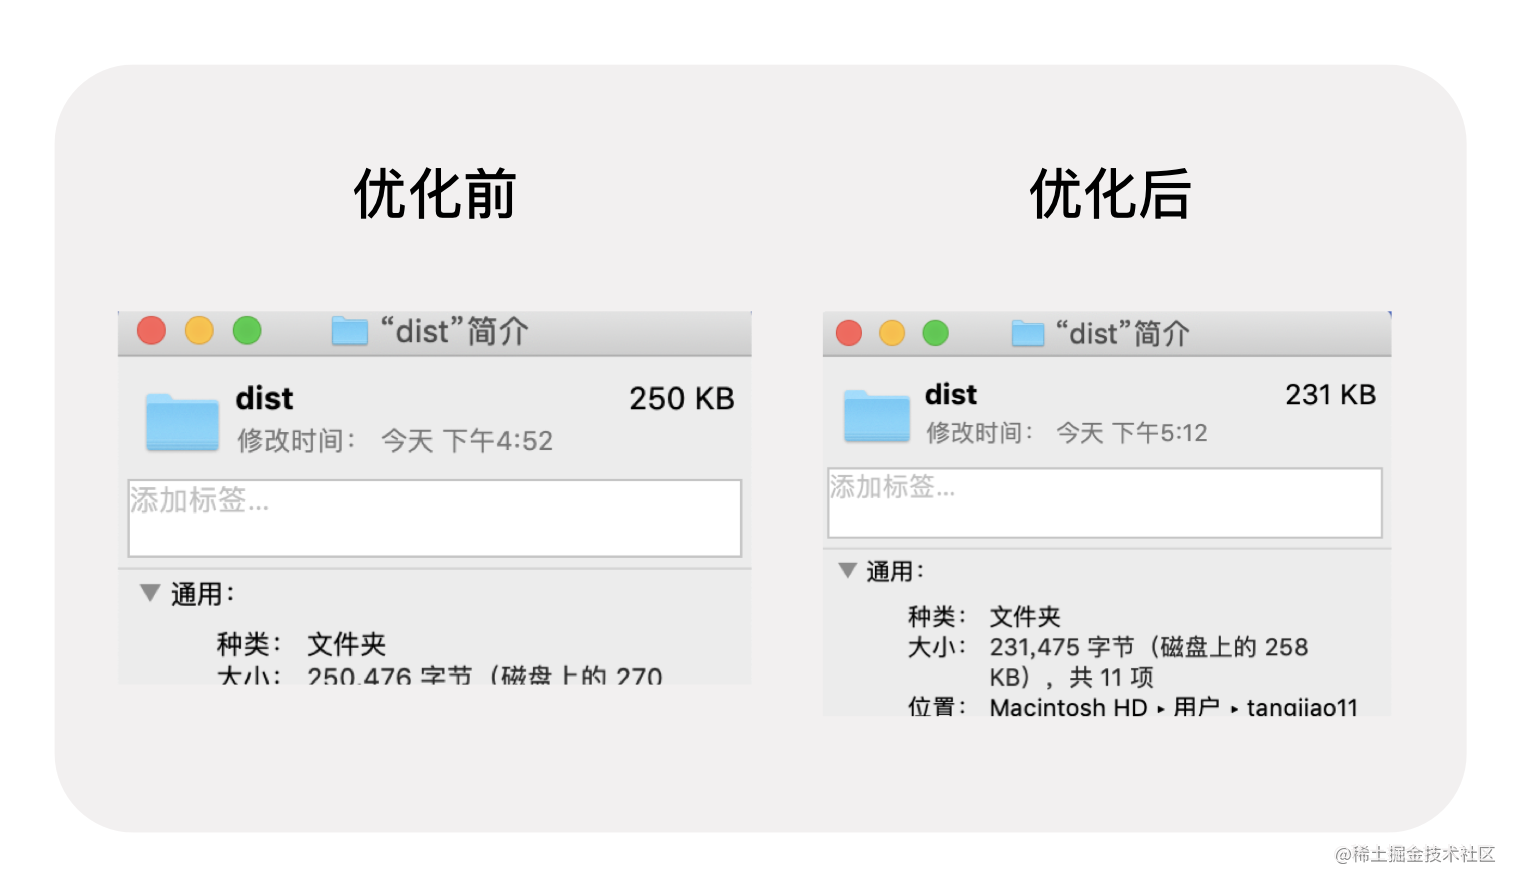 优化前
优化后
“dist”简介
dist
250 KB
修改时间： 今天 下午4:52
添加标签...
通用：
种类： 文件夹
大小： 250,476 字节（磁盘上的 270
“dist”简介
dist
231 KB
修改时间： 今天 下午5:12
添加标签...
通用：
种类： 文件夹
大小： 231,475 字节（磁盘上的 258
KB），共 11 项
位置： Macintosh HD ▸ 用户 ▸ tangjiao11
@稀土掘金技术社区